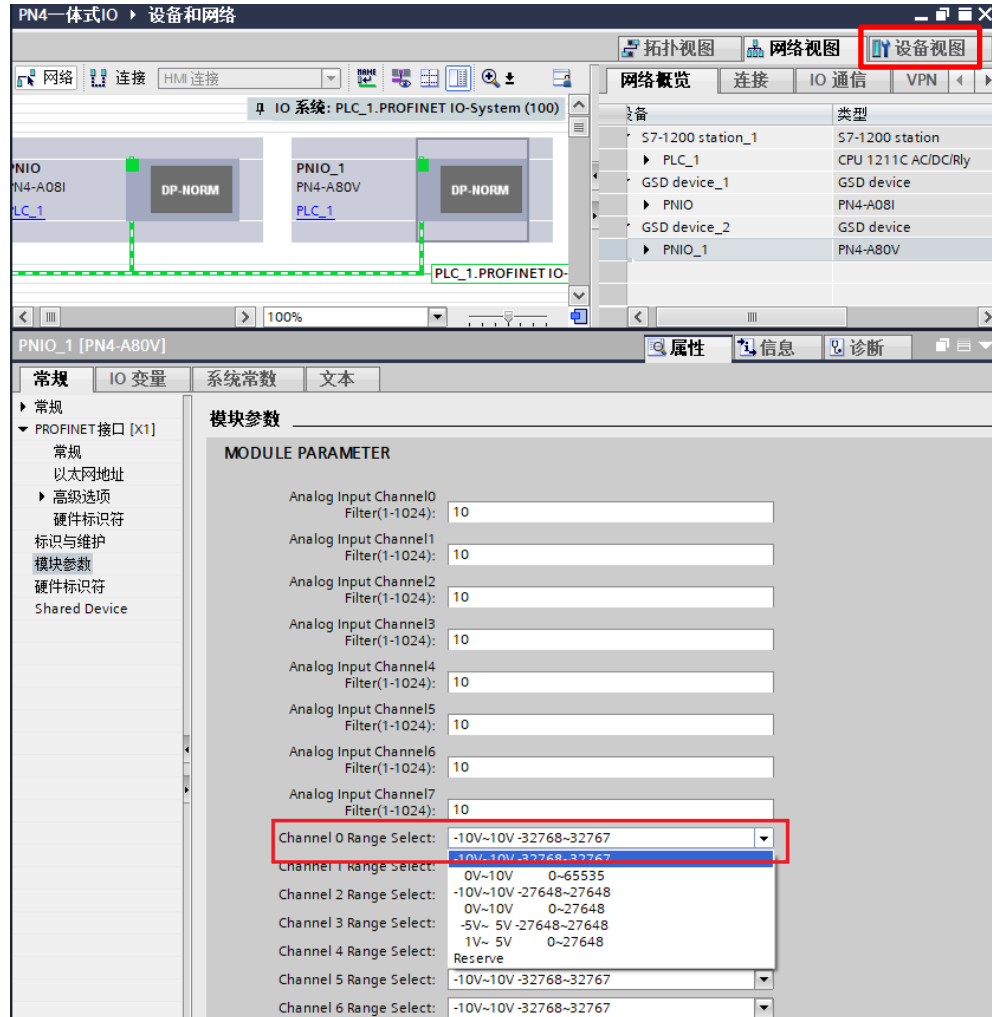 PN4一体式IO ▸ 设备和网络
拓扑视图 网络视图 设备视图
网络 连接 HMI 连接
网络概览 连接 IO 通信 VPN
IO 系统: PLC_1.PROFINET IO-System (100)
设备 类型
S7-1200 station_1 S7-1200 station
PLC_1 CPU 1211C AC/DC/Rly
GSD device_1 GSD device
PNIO PN4-A08I
GSD device_2 GSD device
PNIO_1 PN4-A80V
PNIO
PN4-A08I
PLC_1
DP-NORM
PNIO_1
PN4-A80V
PLC_1
DP-NORM
PLC_1.PROFINET IO-
100%
PNIO_1 [PN4-A80V]
属性 信息 诊断
常规 IO 变量 系统常数 文本
常规
PROFINET接口 [X1]
常规
以太网地址
高级选项
硬件标识符
标识与维护
模块参数
硬件标识符
Shared Device
模块参数
MODULE PARAMETER
Analog Input Channel0
Filter(1-1024): 10
Analog Input Channel1
Filter(1-1024): 10
Analog Input Channel2
Filter(1-1024): 10
Analog Input Channel3
Filter(1-1024): 10
Analog Input Channel4
Filter(1-1024): 10
Analog Input Channel5
Filter(1-1024): 10
Analog Input Channel6
Filter(1-1024): 10
Analog Input Channel7
Filter(1-1024): 10
Channel 0 Range Select: -10V~10V -32768~32767
-10V~10V -32768~32767
Channel 1 Range Select:
0V~10V 0~65535
Channel 2 Range Select: -10V~10V -27648~27648
0V~10V 0~27648
Channel 3 Range Select: -5V~ 5V -27648~27648
1V~ 5V 0~27648
Channel 4 Range Select:
Reserve
Channel 5 Range Select: -10V~10V -32768~32767
Channel 6 Range Select: -10V~10V -32768~32767